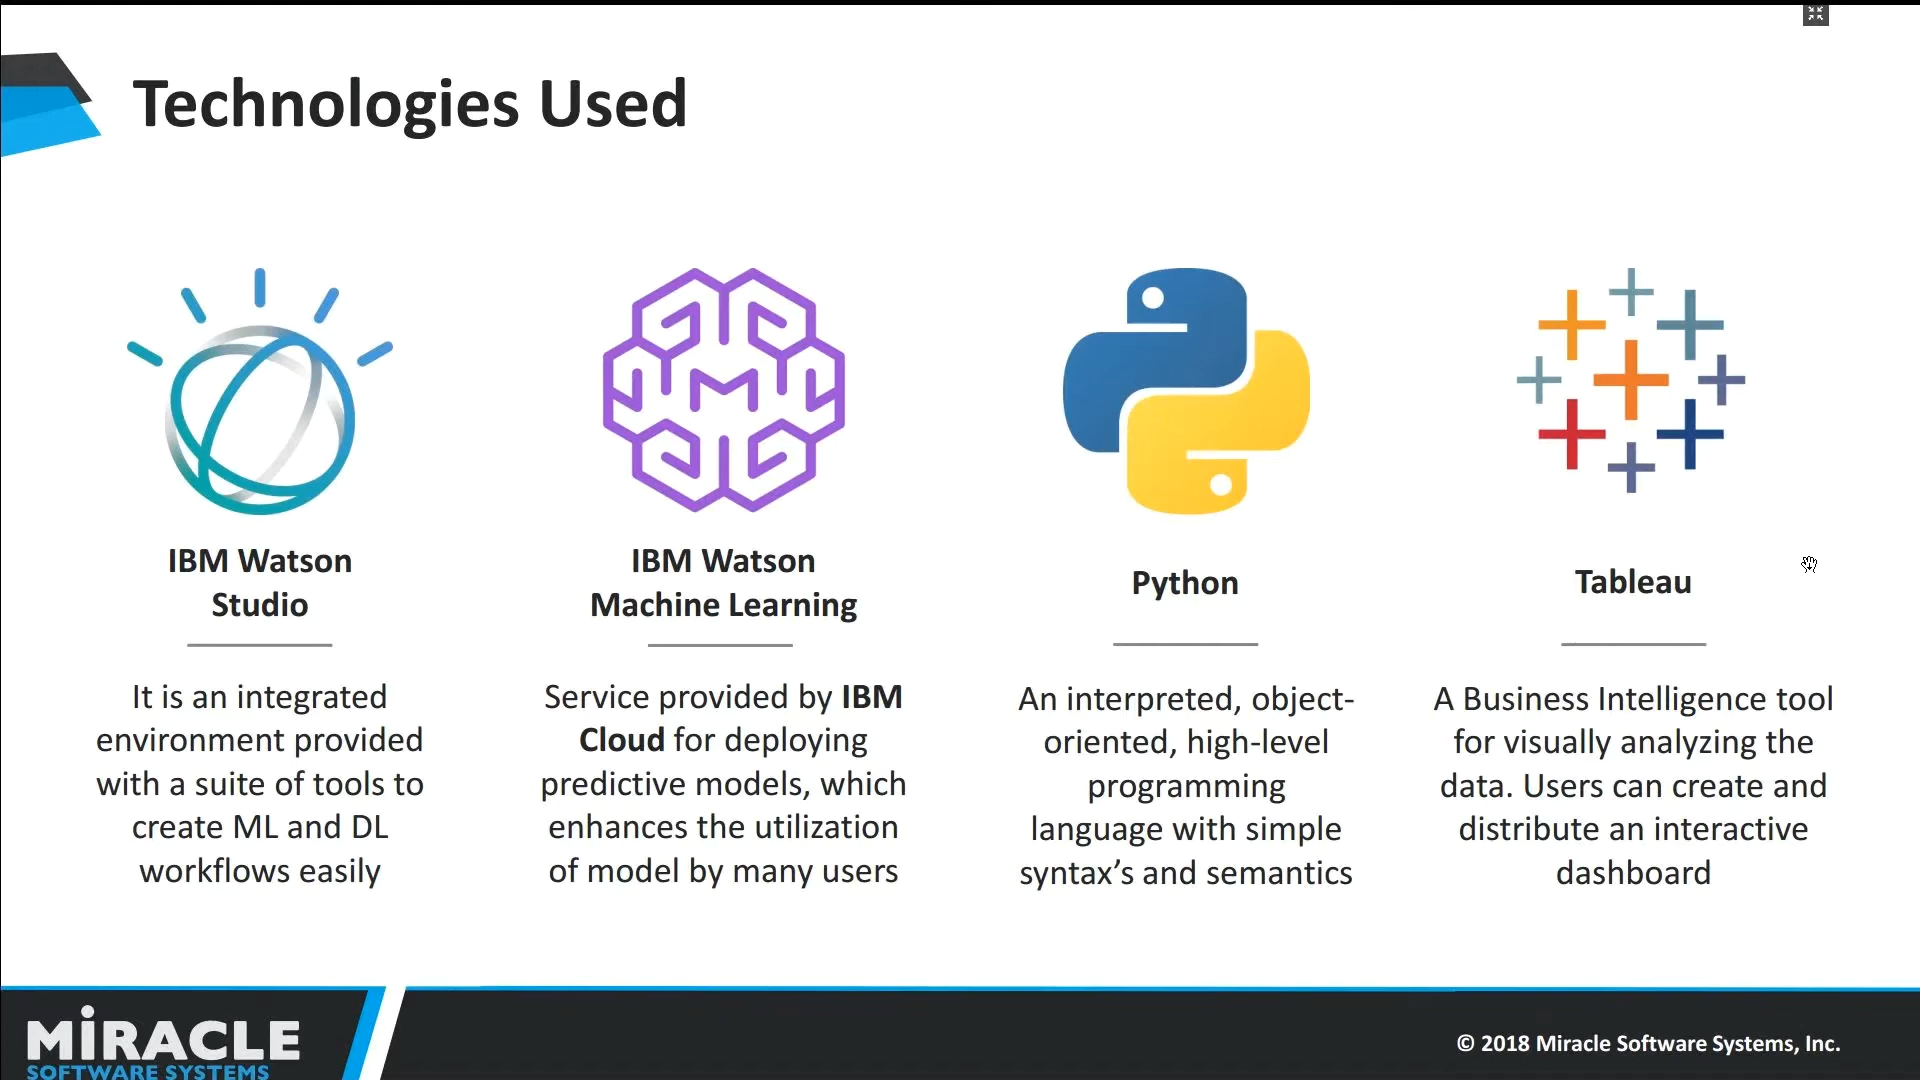 Technologies Used
IBM Watson
Studio
It is an integrated
environment provided
with a suite of tools to
create ML and DL
workflows easily
IBM Watson
Machine Learning
Service provided by IBM
Cloud for deploying
predictive models, which
enhances the utilization
of model by many users
Python
An interpreted, object-
oriented, high-level
programming
language with simple
syntax’s and semantics
Tableau
A Business Intelligence tool
for visually analyzing the
data. Users can create and
distribute an interactive
dashboard
MiRACLE
SOFTWARE SYSTEMS
© 2018 Miracle Software Systems, Inc.